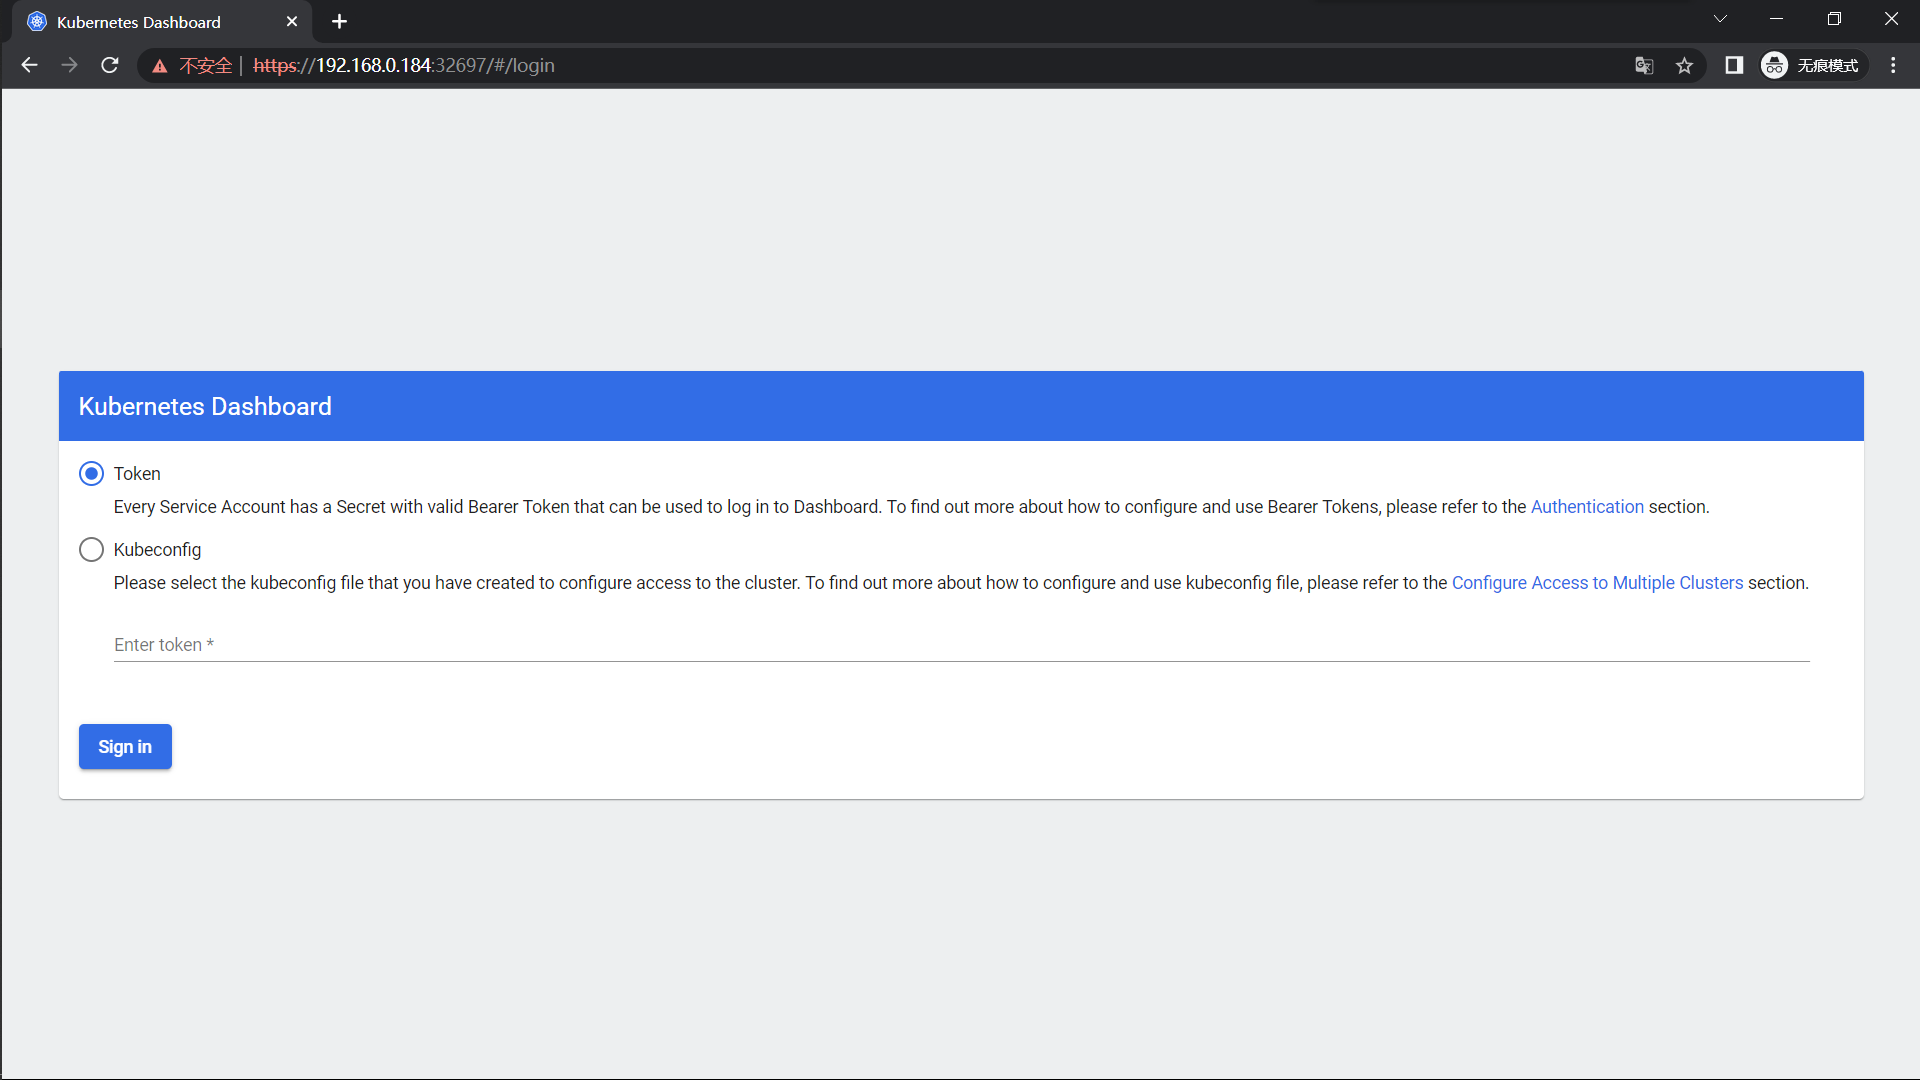 Kubernetes Dashboard
不安全 | https://192.168.0.184:32697/#/login
无痕模式
Kubernetes Dashboard
Token
Every Service Account has a Secret with valid Bearer Token that can be used to log in to Dashboard. To find out more about how to configure and use Bearer Tokens, please refer to the Authentication section.
Kubeconfig
Please select the kubeconfig file that you have created to configure access to the cluster. To find out more about how to configure and use kubeconfig file, please refer to the Configure Access to Multiple Clusters section.
Enter token *
Sign in